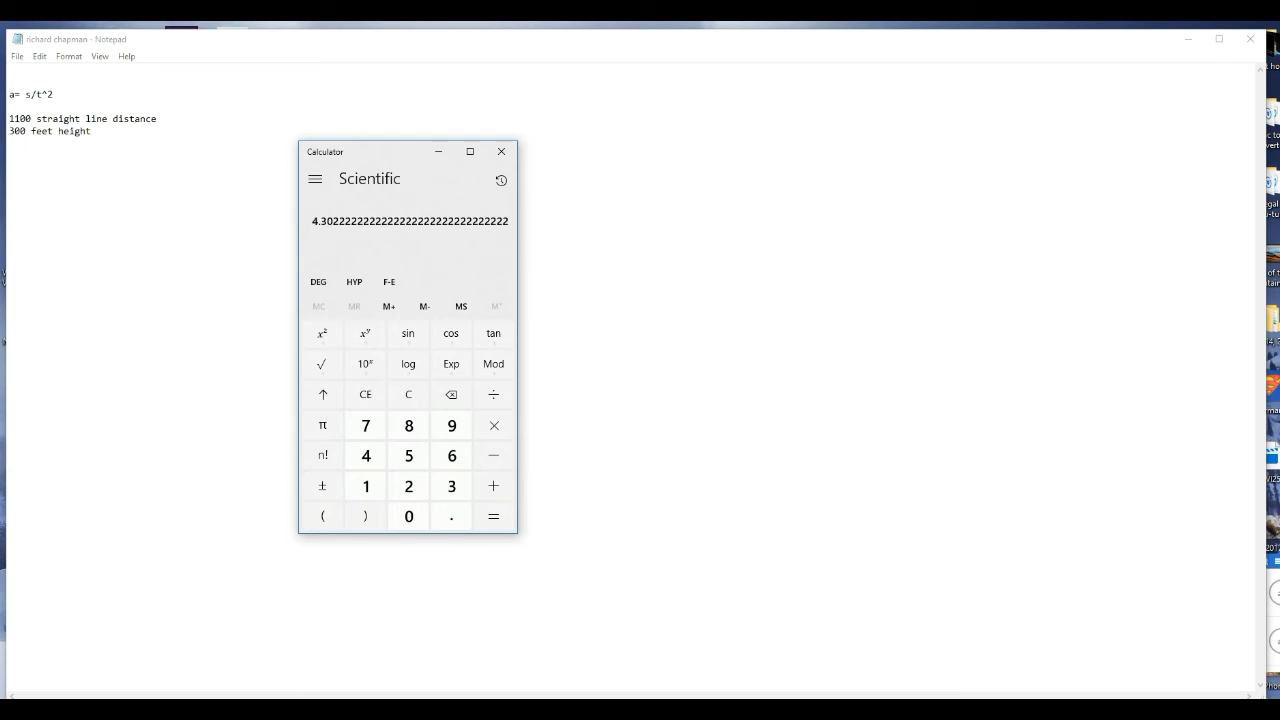 richard chapman - Notepad
File Edit Format View Help
a= s/t^2
1100 straight line distance
300 feet height
Calculator
Scientific
4.3022222222222222222222222222222
DEG HYP F-E
MC MR M+ M- MS M˅
x² xʸ sin cos tan
√ 10ˣ log Exp Mod
↑ CE C ⌫ ÷
π 7 8 9 ×
n! 4 5 6 −
± 1 2 3 +
( ) 0 . =